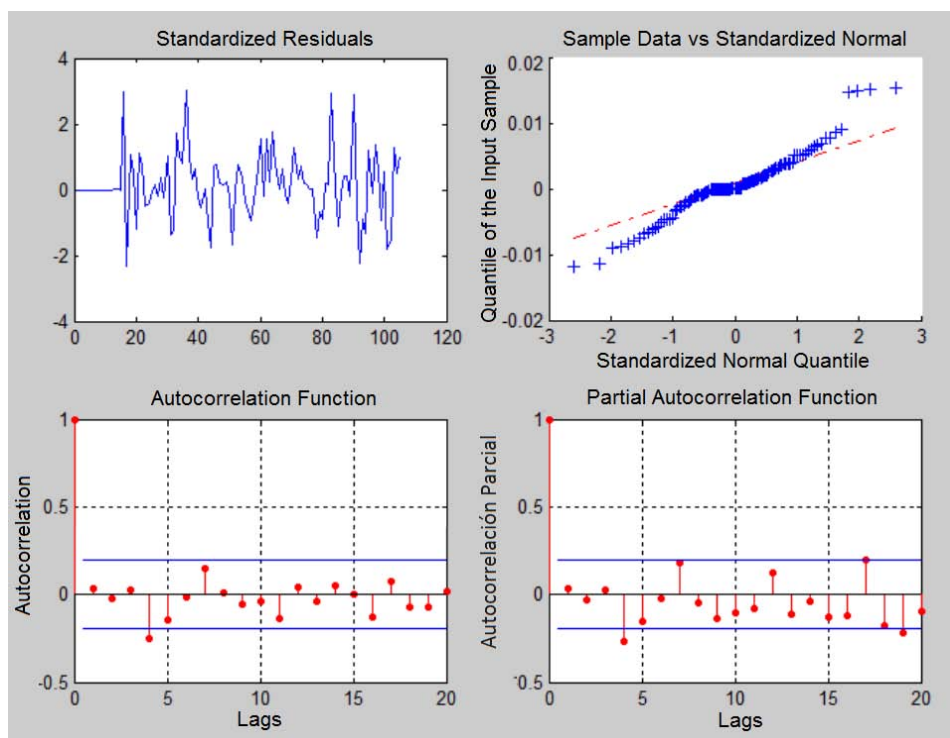 Standardized Residuals
4
2
0
-2
-4
0 20 40 60 80 100 120
Sample Data vs Standardized Normal
Quantile of the Input Sample
0.02
0.01
0
-0.01
-0.02
-3 -2 -1 0 1 2 3
Standardized Normal Quantile
Autocorrelation Function
Autocorrelation
1
0.5
0
-0.5
0 5 10 15 20
Lags
Partial Autocorrelation Function
Autocorrelación Parcial
1
0.5
0
-0.5
0 5 10 15 20
Lags